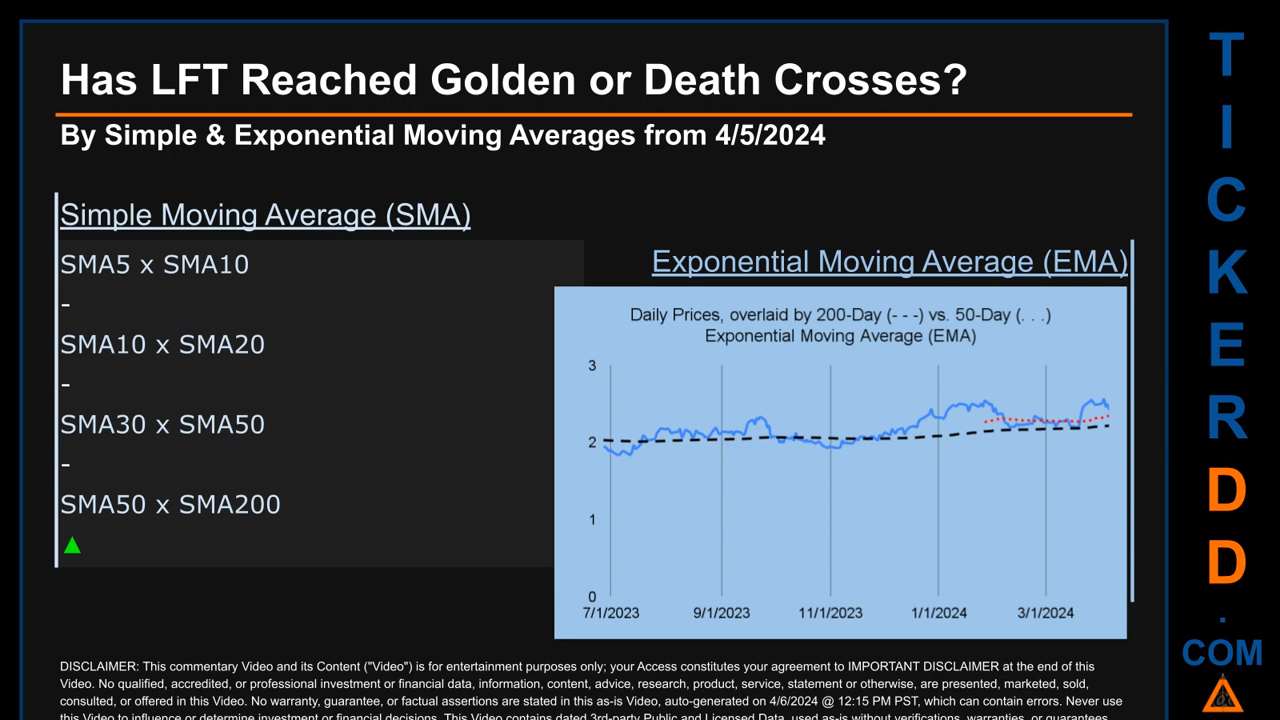 Has LFT Reached Golden or Death Crosses?
By Simple & Exponential Moving Averages from 4/5/2024
Simple Moving Average (SMA)
SMA5 x SMA10
-
SMA10 x SMA20
-
SMA30 x SMA50
-
SMA50 x SMA200
▲
Exponential Moving Average (EMA)
Daily Prices, overlaid by 200-Day (- - -) vs. 50-Day (. . .)
Exponential Moving Average (EMA)
3
2
1
0
7/1/2023 9/1/2023 11/1/2023 1/1/2024 3/1/2024
DISCLAIMER: This commentary Video and its Content ("Video") is for entertainment purposes only; your Access constitutes your agreement to IMPORTANT DISCLAIMER at the end of this
Video. No qualified, accredited, or professional investment or financial data, information, content, advice, research, product, service, statement or otherwise, are presented, marketed, sold,
consulted, or offered in this Video. No warranty, guarantee, or factual assertions are stated in this as-is Video, auto-generated on 4/6/2024 @ 12:15 PM PST, which can contain errors. Never use
this Video to influence or determine investment or financial decisions. This Video contains dated 3rd-party Public and Licensed Data, used as-is without verifications, warranties, or guarantees
T
I
C
K
E
R
D
D
.
COM